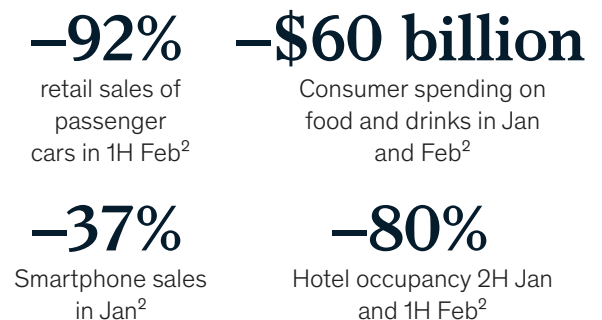 –92%
retail sales of
passenger
cars in 1H Feb²
–$60 billion
Consumer spending on
food and drinks in Jan
and Feb²
–37%
Smartphone sales
in Jan²
–80%
Hotel occupancy 2H Jan
and 1H Feb²